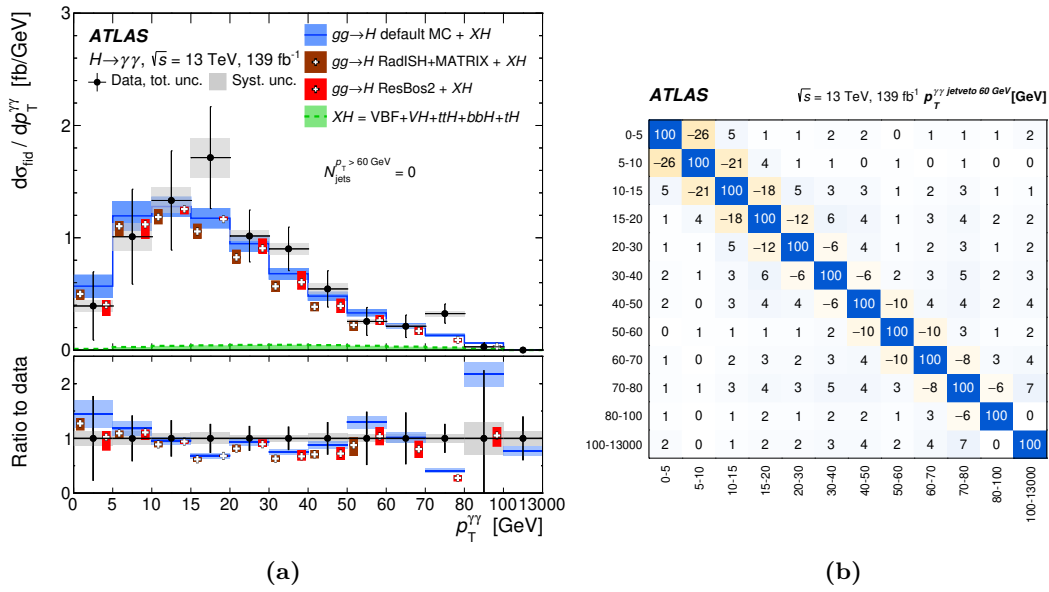 ATLAS
H→γγ, √s = 13 TeV, 139 fb⁻¹
Data, tot. unc. Syst. unc.
gg→H default MC + XH
gg→H RadISH+MATRIX + XH
gg→H ResBos2 + XH
XH = VBF+VH+ttH+bbH+tH
N_jets^{p_T > 60 GeV} = 0
dσ_fid / dp_T^{γγ} [fb/GeV]
3
2
1
0
Ratio to data
2
1
0
0 5 10 15 20 30 40 50 60 70 80 100 13000
p_T^{γγ} [GeV]
(a)
ATLAS √s = 13 TeV, 139 fb⁻¹ p_T^{γγ jetveto 60 GeV}[GeV]
0-5 100 −26 5 1 1 2 2 0 1 1 1 2
5-10 −26 100 −21 4 1 1 0 1 0 1 0 0
10-15 5 −21 100 −18 5 3 3 1 2 3 1 1
15-20 1 4 −18 100 −12 6 4 1 3 4 2 2
20-30 1 1 5 −12 100 −6 4 1 2 3 1 2
30-40 2 1 3 6 −6 100 −6 2 3 5 2 3
40-50 2 0 3 4 4 −6 100 −10 4 4 2 4
50-60 0 1 1 1 1 2 −10 100 −10 3 1 2
60-70 1 0 2 3 2 3 4 −10 100 −8 3 4
70-80 1 1 3 4 3 5 4 3 −8 100 −6 7
80-100 1 0 1 2 1 2 2 1 3 −6 100 0
100-13000 2 0 1 2 2 3 4 2 4 7 0 100
0-5 5-10 10-15 15-20 20-30 30-40 40-50 50-60 60-70 70-80 80-100 100-13000
(b)